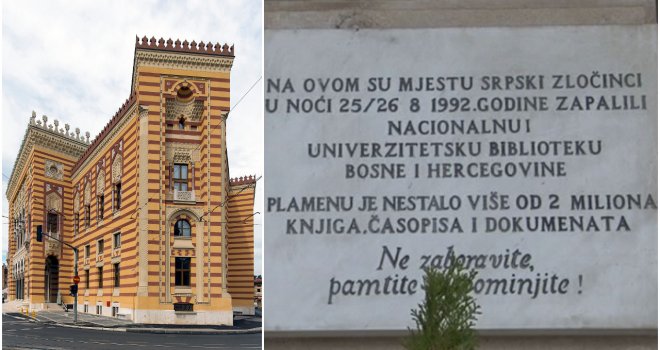 NA OVOM SU MJESTU SRPSKI ZLOČINCI
U NOĆI 25/26 8 1992.GODINE ZAPALILI
NACIONALNU I
UNIVERZITETSKU BIBLIOTEKU
BOSNE I HERCEGOVINE
PLAMENU JE NESTALO VIŠE OD 2 MILIONA
KNJIGA,ČASOPISA I DOKUMENATA
Ne zaboravite,
pamtite ominjite !